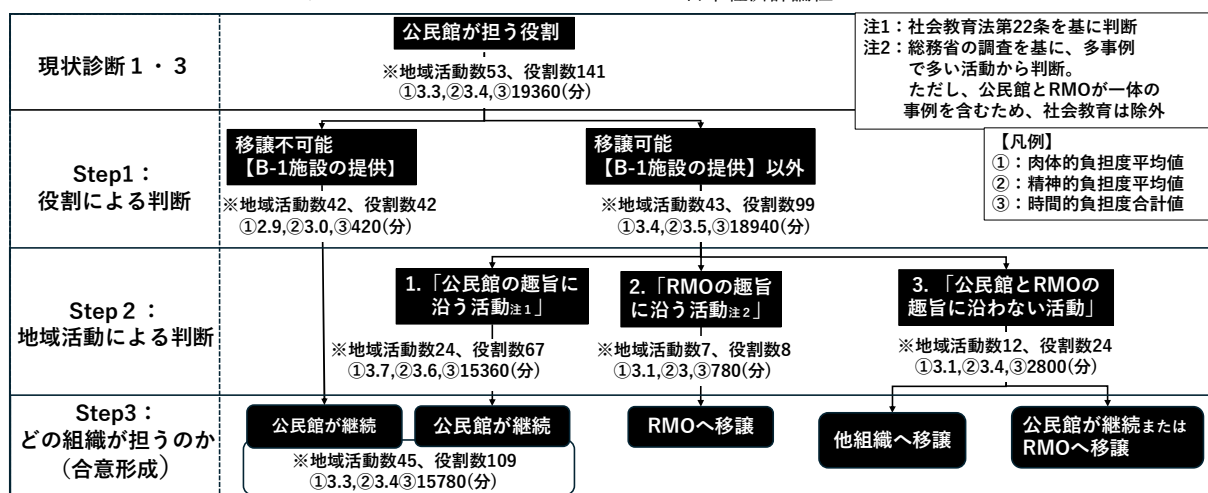 公民館が担う役割
※地域活動数53、役割数141
①3.3,②3.4,③19360(分)
注1：社会教育法第22条を基に判断
注2：総務省の調査を基に、多事例
で多い活動から判断。
ただし、公民館とRMOが一体の
事例を含むため、社会教育は除外
【凡例】
①：肉体的負担度平均値
②：精神的負担度平均値
③：時間的負担度合計値
現状診断１・３
Step1：
役割による判断
移譲不可能
【B-1施設の提供】
※地域活動数42、役割数42
①2.9,②3.0,③420(分)
移譲可能
【B-1施設の提供】以外
※地域活動数43、役割数99
①3.4,②3.5,③18940(分)
Step２：
地域活動による判断
1.「公民館の趣旨に
沿う活動注1」
※地域活動数24、役割数67
①3.7,②3.6,③15360(分)
2.「RMOの趣旨
に沿う活動注2」
※地域活動数7、役割数8
①3.1,②3,③780(分)
3.「公民館とRMOの
趣旨に沿わない活動」
※地域活動数12、役割数24
①3.1,②3.4,③2800(分)
Step3：
どの組織が担うのか
（合意形成）
公民館が継続
公民館が継続
※地域活動数45、役割数109
①3.3,②3.4③15780(分)
RMOへ移譲
他組織へ移譲
公民館が継続または
RMOへ移譲